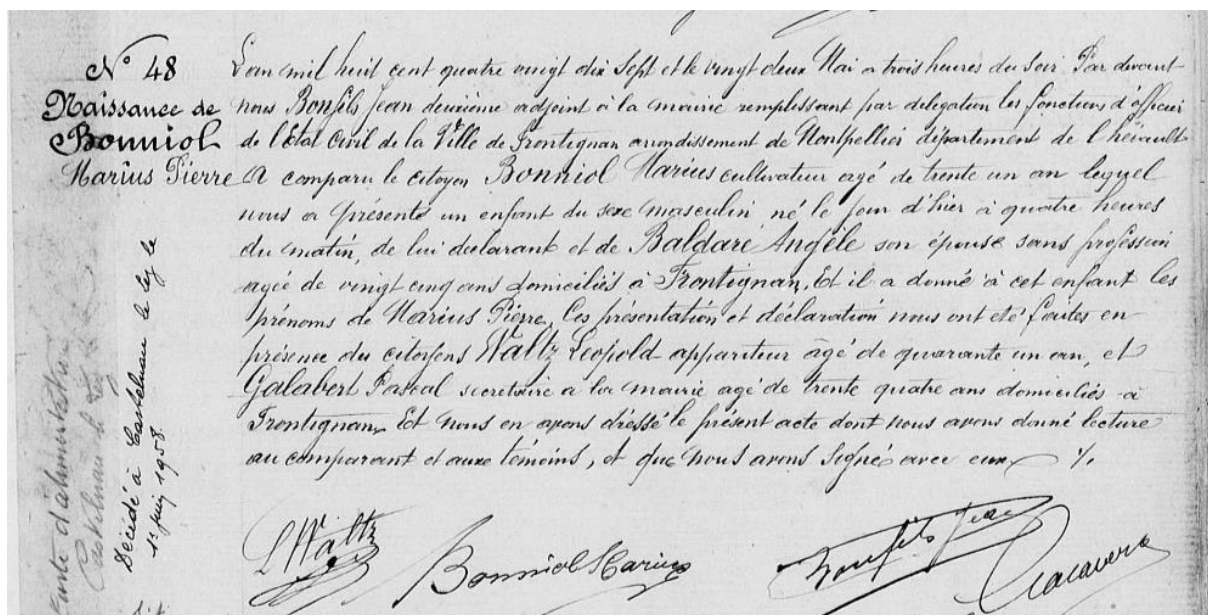 N° 48
Naissance de
Bonniol
Marius Pierre
L'an mil huit cent quatre vingt dix sept et le vingt deux Mai a trois heures du soir Par devant
nous Bonfils Jean deuxième adjoint à la mairie remplissant par délégation les fonctions d'officier
de l'Etat Civil de la Ville de Frontignan arrondissement de Montpellier département de l'hérault
A comparu le citoyen Bonniol Marius cultivateur agé de trente un an lequel
nous a présenté un enfant du sexe masculin né le jour d'hier à quatre heures
du matin, de lui declarant et de Baldare Angèle son épouse sans profession
agée de vingt cinq ans domiciliés à Frontignan, Et il a donné à cet enfant les
prénoms de Marius Pierre, Ces présentation et déclaration nous ont été faites en
présence des citoyens Waltz Leopold appariteur âgé de quarante un an, et
Galabert Pascal secrétaire a la mairie agé de trente quatre ans domiciliés à
Frontignan. Et nous en avons dressé le présent acte dont nous avons donné lecture
au comparant et aux témoins, et que nous avons signé avec eux ./.
Décédé à Castelnau le lez le
1er juin 1958.
L Waltz
Bonniol Marius
Bonfils Jean